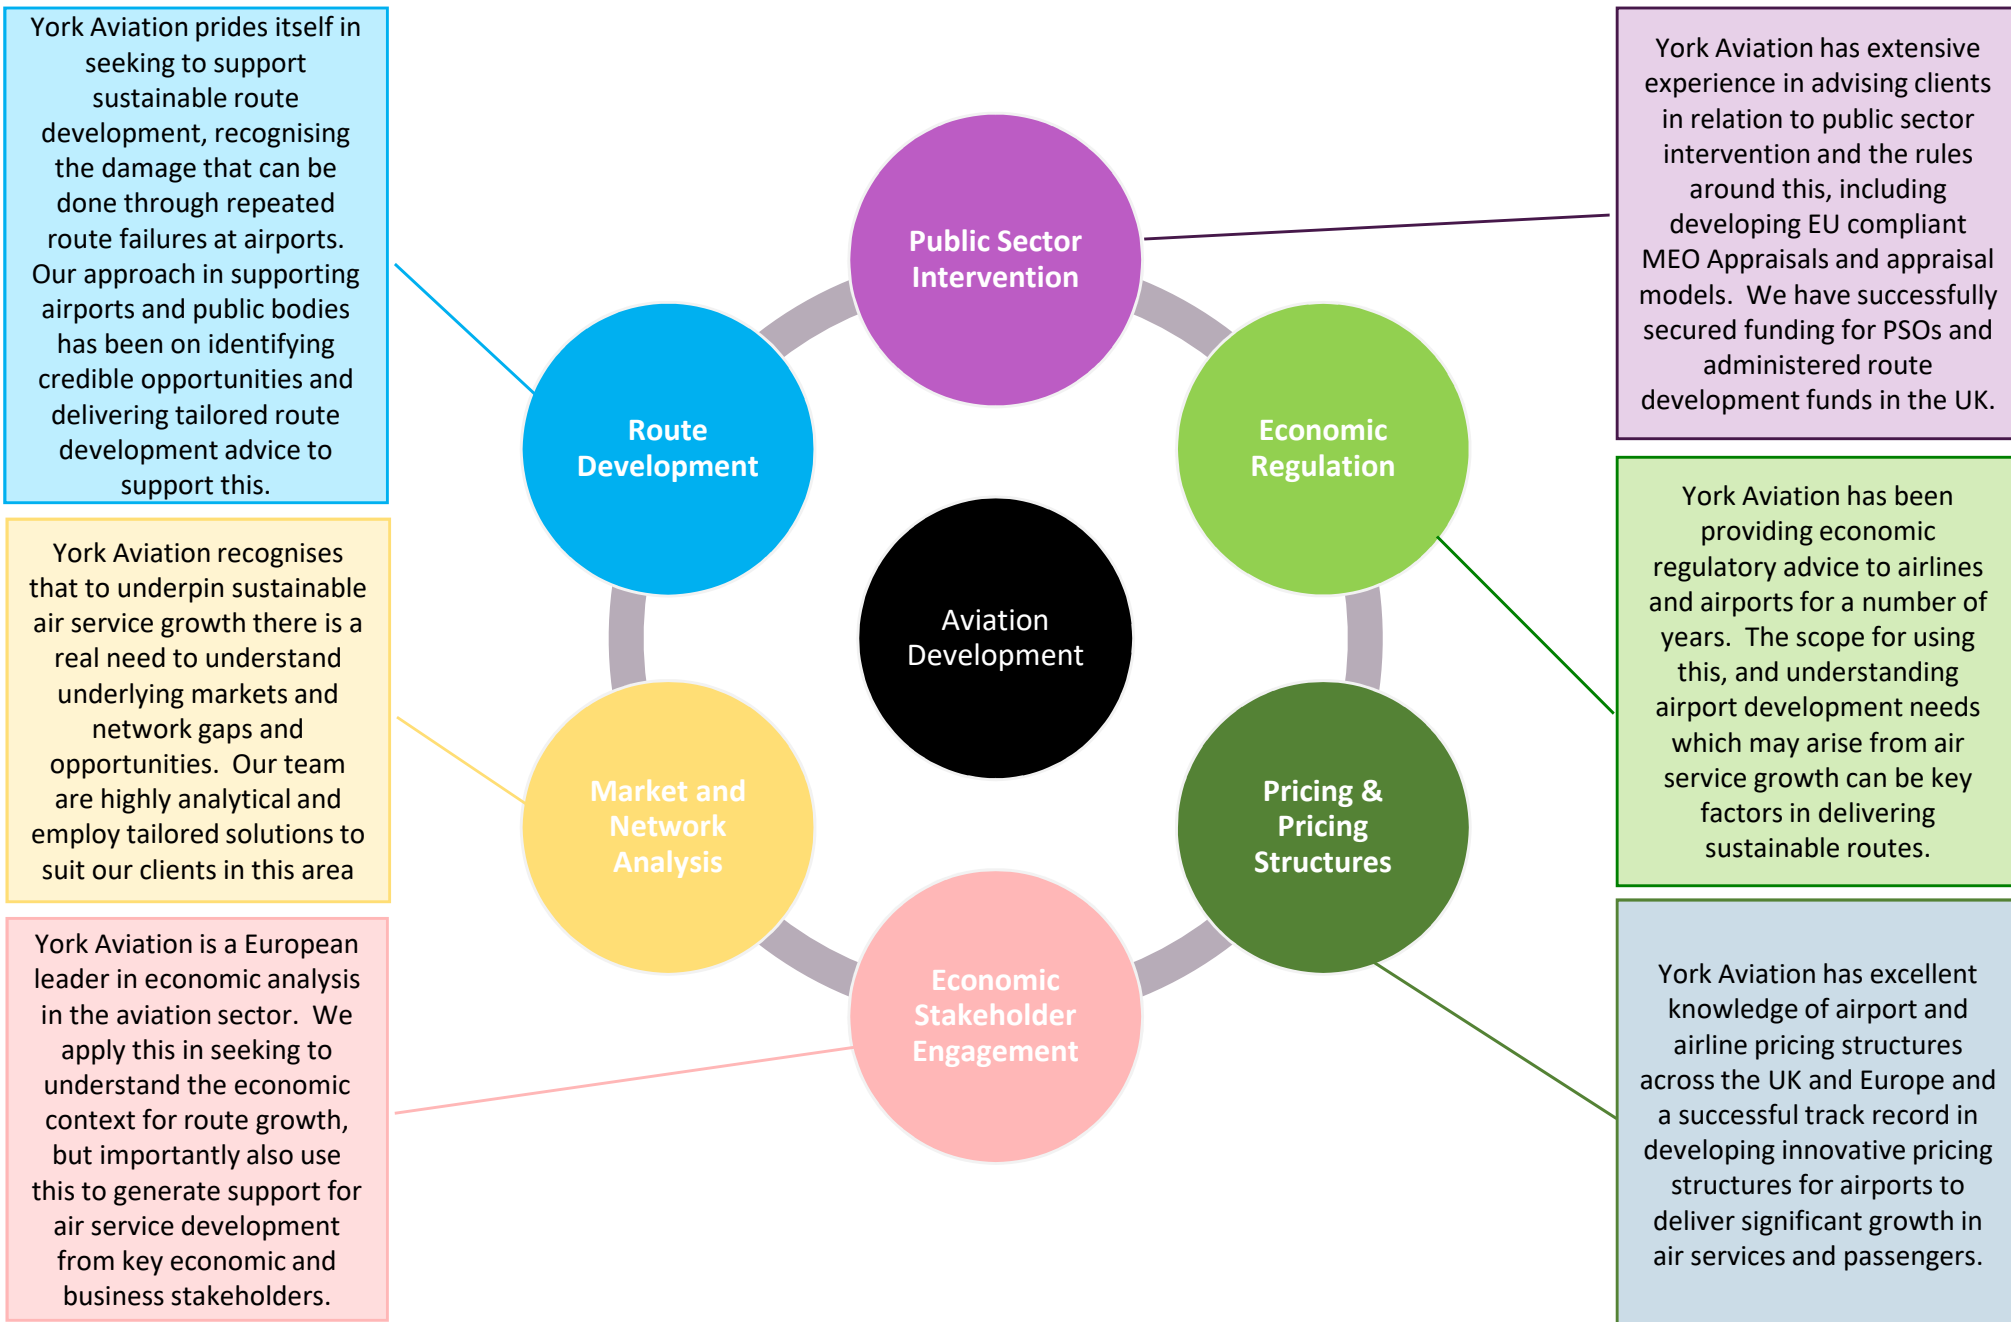 York Aviation prides itself in
seeking to support
sustainable route
development, recognising
the damage that can be
done through repeated
route failures at airports.
Our approach in supporting
airports and public bodies
has been on identifying
credible opportunities and
delivering tailored route
development advice to
support this.
York Aviation recognises
that to underpin sustainable
air service growth there is a
real need to understand
underlying markets and
network gaps and
opportunities.  Our team
are highly analytical and
employ tailored solutions to
suit our clients in this area
York Aviation is a European
leader in economic analysis
in the aviation sector.  We
apply this in seeking to
understand the economic
context for route growth,
but importantly also use
this to generate support for
air service development
from key economic and
business stakeholders.
Public Sector
Intervention
Route
Development
Economic
Regulation
Aviation
Development
Market and
Network
Analysis
Pricing &
Pricing
Structures
Economic
Stakeholder
Engagement
York Aviation has extensive
experience in advising clients
in relation to public sector
intervention and the rules
around this, including
developing EU compliant
MEO Appraisals and appraisal
models.  We have successfully
secured funding for PSOs and
administered route
development funds in the UK.
York Aviation has been
providing economic
regulatory advice to airlines
and airports for a number of
years.  The scope for using
this, and understanding
airport development needs
which may arise from air
service growth can be key
factors in delivering
sustainable routes.
York Aviation has excellent
knowledge of airport and
airline pricing structures
across the UK and Europe and
a successful track record in
developing innovative pricing
structures for airports to
deliver significant growth in
air services and passengers.